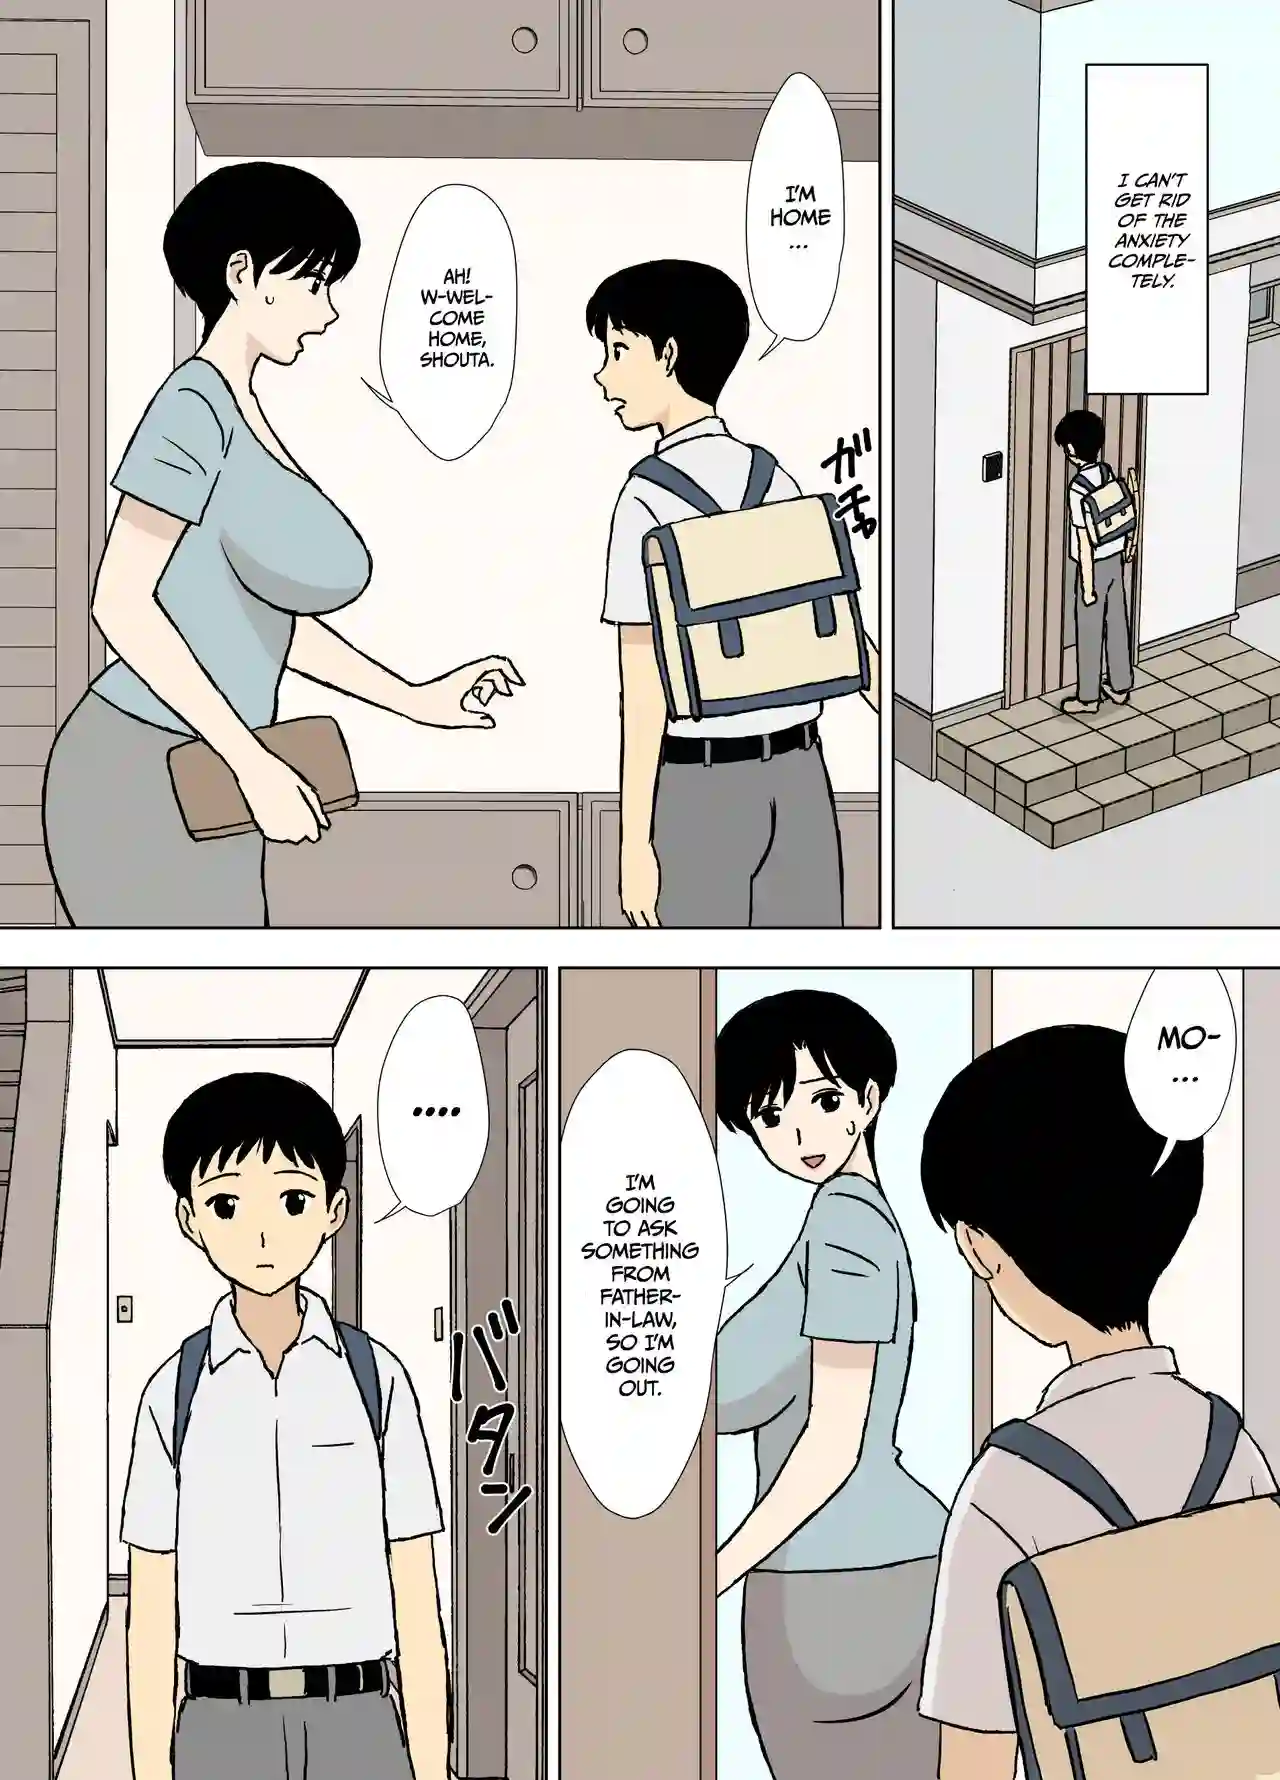 I CAN'T
GET RID
OF THE
ANXIETY
COMPLE-
TELY.
I'M
HOME
...
ガチャ
AH!
W-WEL-
COME
HOME,
SHOUTA.
MO-
...
I'M
GOING
TO ASK
SOMETHING
FROM
FATHER-
IN-LAW,
SO I'M
GOING
OUT.
....
バタン